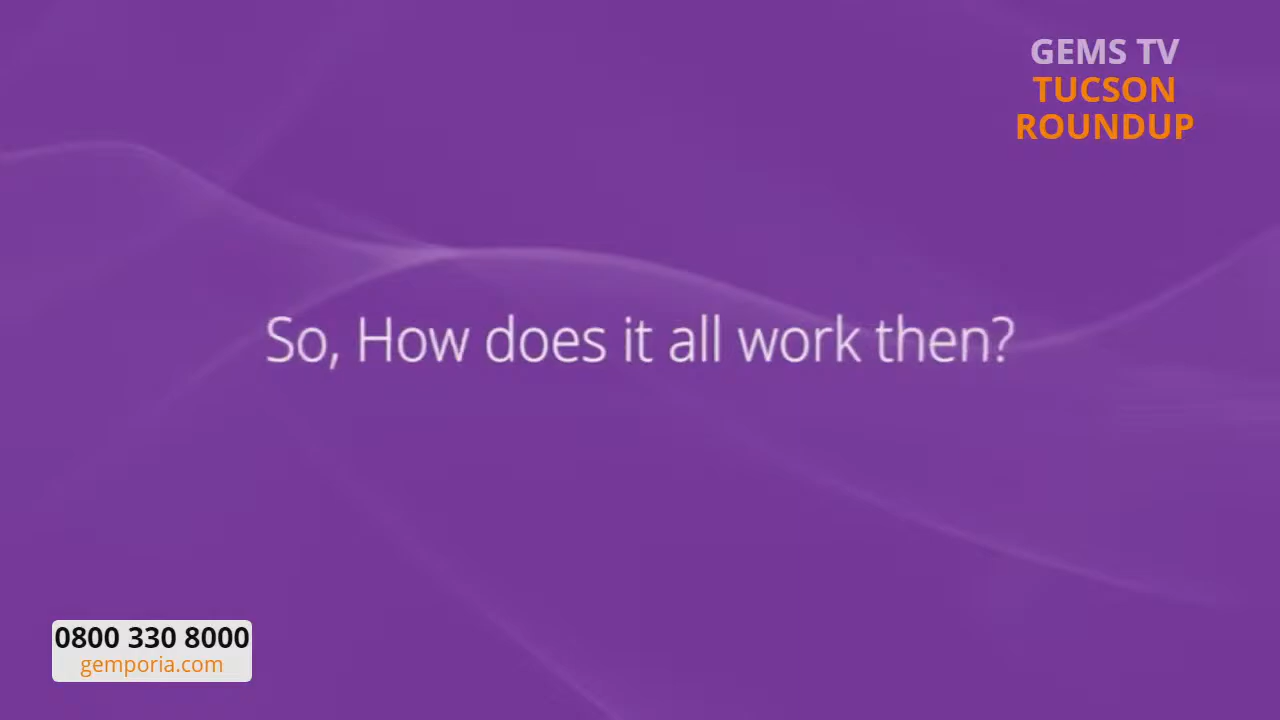 GEMS TV
TUCSON
ROUNDUP
So, How does it all work then?
0800 330 8000
gemporia.com